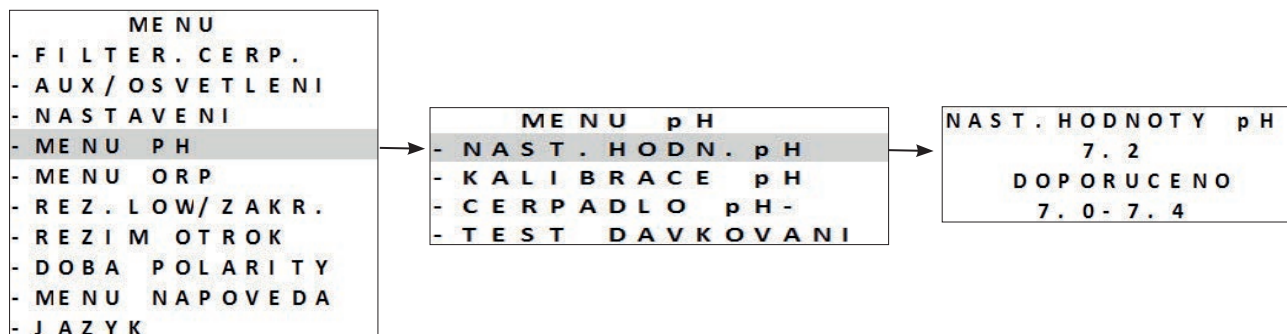 MENU
- FILTER.CERP.
- AUX/OSVETLENI
- NASTAVENI
- MENU PH
- MENU ORP
- REZ.LOW/ZAKR.
- REZIM OTROK
- DOBA POLARITY
- MENU NAPOVEDA
- JAZYK
MENU pH
- NAST.HODN.pH
- KALIBRACE pH
- CERPADLO pH-
- TEST DAVKOVANI
NAST.HODNOTY pH
7.2
DOPORUCENO
7.0-7.4